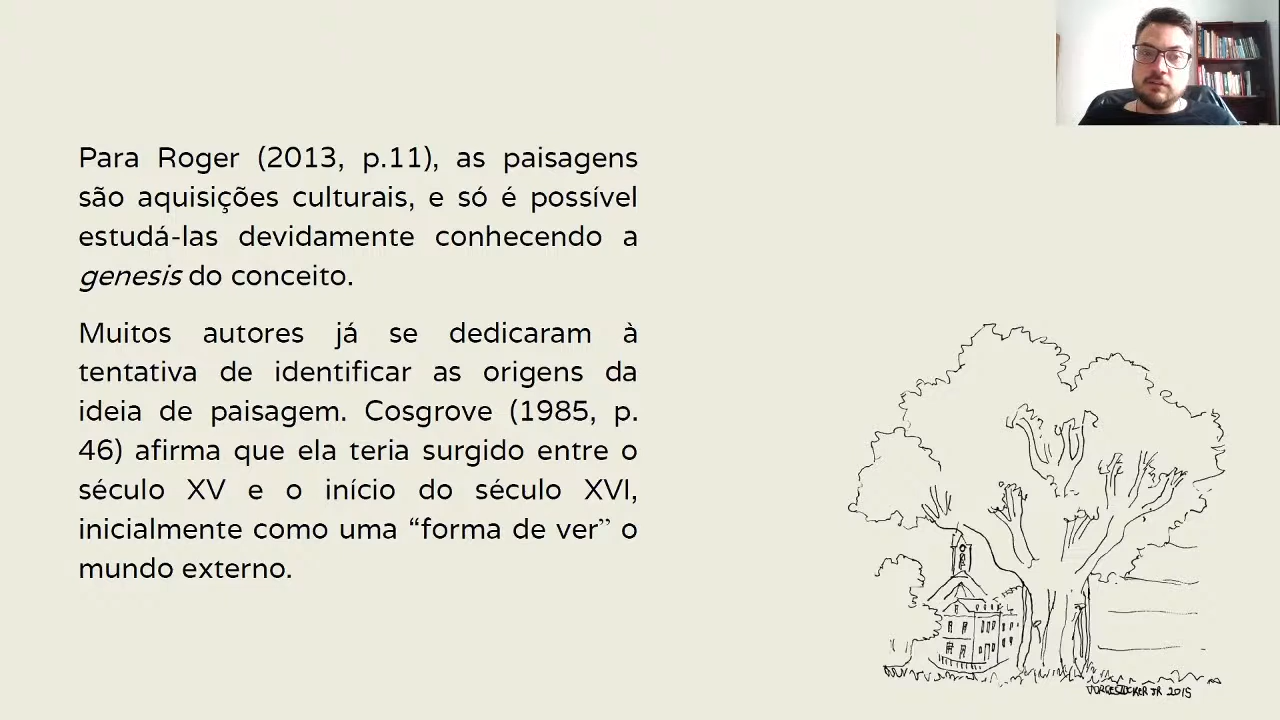 Para Roger (2013, p.11), as paisagens
são aquisições culturais, e só é possível
estudá-las devidamente conhecendo a
genesis do conceito.
Muitos autores já se dedicaram à
tentativa de identificar as origens da
ideia de paisagem. Cosgrove (1985, p.
46) afirma que ela teria surgido entre o
século XV e o início do século XVI,
inicialmente como uma “forma de ver” o
mundo externo.
JR 2015